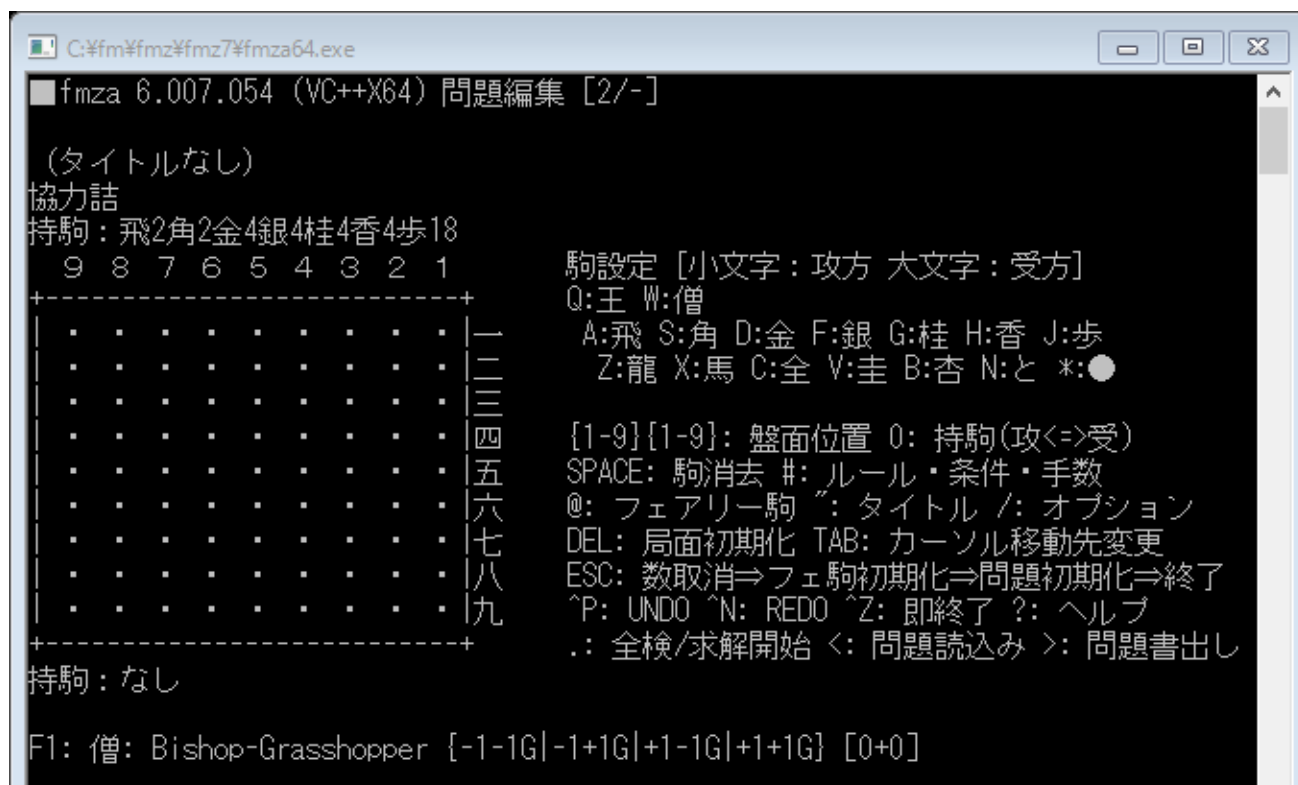 C:¥fm¥fmz¥fmz7¥fmza64.exe
■fmza 6.007.054 (VC++X64) 問題編集 [2/-]
(タイトルなし)
協力詰
持駒:飛2角2金4銀4桂4香4歩18
9 8 7 6 5 4 3 2 1 駒設定 [小文字:攻方 大文字:受方]
+---------------------------+ Q:王 W:僧
| ・ ・ ・ ・ ・ ・ ・ ・ ・|一 A:飛 S:角 D:金 F:銀 G:桂 H:香 J:歩
| ・ ・ ・ ・ ・ ・ ・ ・ ・|二 Z:龍 X:馬 C:全 V:圭 B:杏 N:と *:●
| ・ ・ ・ ・ ・ ・ ・ ・ ・|三
| ・ ・ ・ ・ ・ ・ ・ ・ ・|四 {1-9}{1-9}: 盤面位置 0: 持駒(攻<=>受)
| ・ ・ ・ ・ ・ ・ ・ ・ ・|五 SPACE: 駒消去 #: ルール・条件・手数
| ・ ・ ・ ・ ・ ・ ・ ・ ・|六 @: フェアリー駒 ": タイトル /: オプション
| ・ ・ ・ ・ ・ ・ ・ ・ ・|七 DEL: 局面初期化 TAB: カーソル移動先変更
| ・ ・ ・ ・ ・ ・ ・ ・ ・|八 ESC: 数取消⇒フェ駒初期化⇒問題初期化⇒終了
| ・ ・ ・ ・ ・ ・ ・ ・ ・|九 ^P: UNDO ^N: REDO ^Z: 即終了 ?: ヘルプ
+---------------------------+ .: 全検/求解開始 <: 問題読込み >: 問題書出し
持駒:なし
F1: 僧: Bishop-Grasshopper {-1-1G|-1+1G|+1-1G|+1+1G} [0+0]